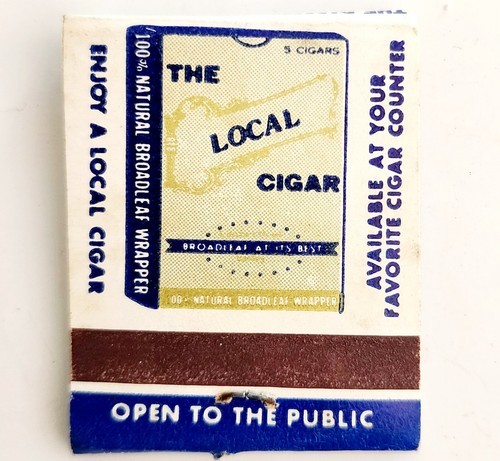 ENJOY A LOCAL CIGAR
100% NATURAL BROADLEAF WRAPPER
5 CIGARS
THE
LOCAL
CIGAR
BROADLEAF AT ITS BEST
100% NATURAL BROADLEAF WRAPPER
AVAILABLE AT YOUR
FAVORITE CIGAR COUNTER
OPEN TO THE PUBLIC